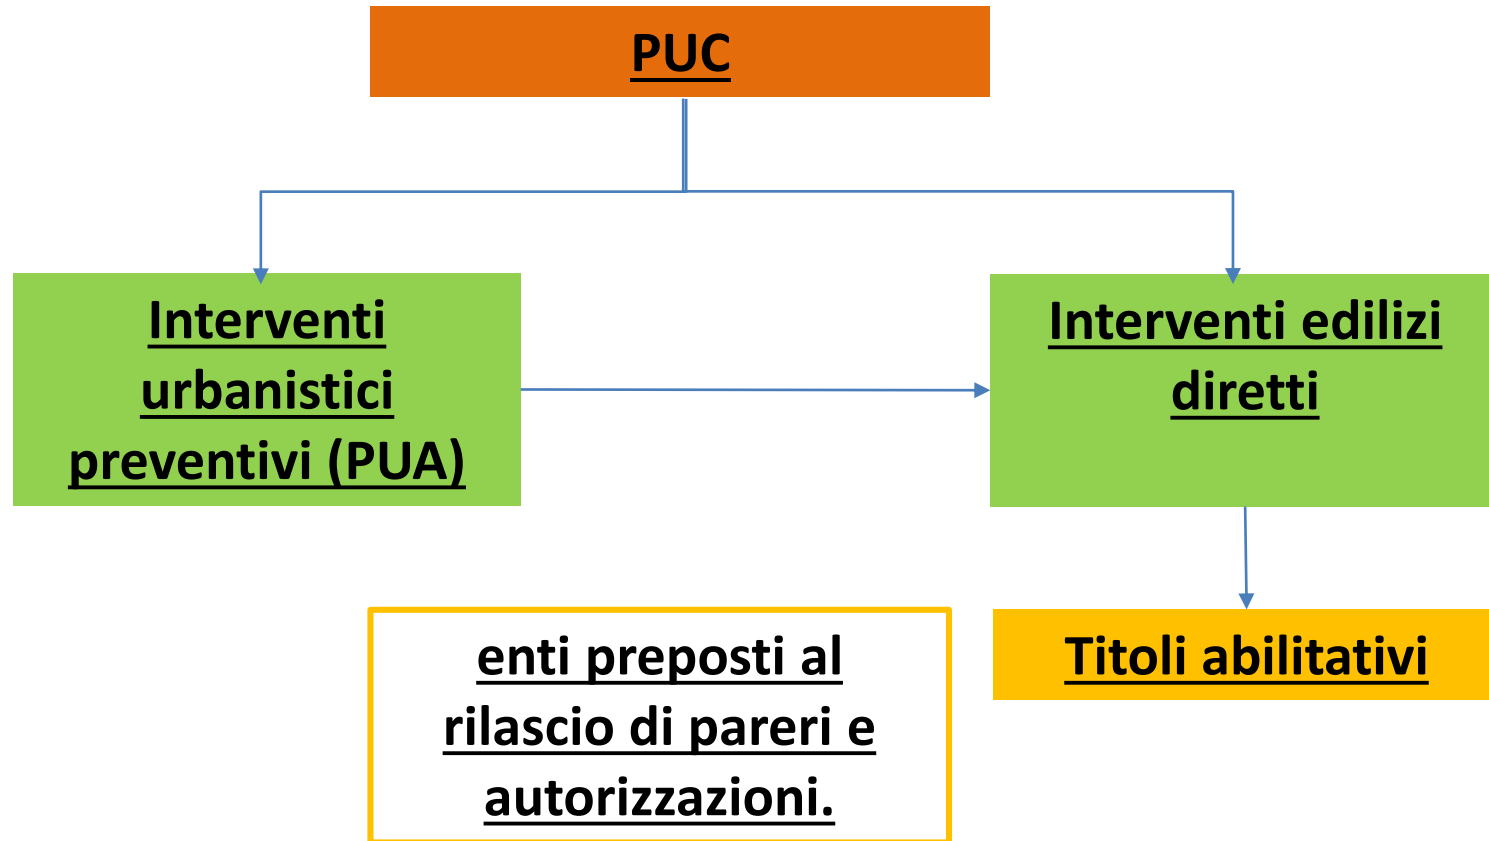 PUC
Interventi
urbanistici
preventivi (PUA)
Interventi edilizi
diretti
enti preposti al
rilascio di pareri e
autorizzazioni.
Titoli abilitativi